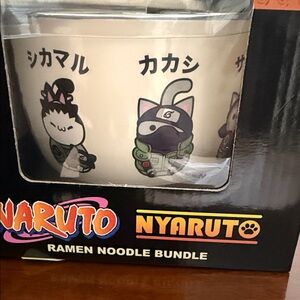 シカマル
カカシ
NARUTO
NYARUTO
RAMEN NOODLE BUNDLE